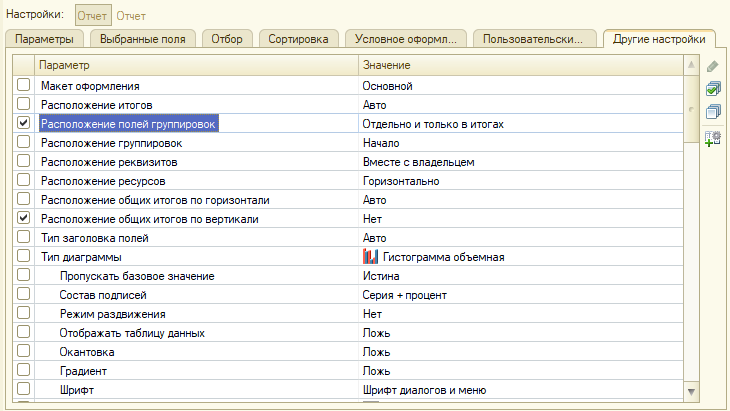 Настройки: Отчет Отчет
Параметры Выбранные поля Отбор Сортировка Условное оформл... Пользовательски... Другие настройки
Параметр Значение
Макет оформления Основной
Расположение итогов Авто
Расположение полей группировок Отдельно и только в итогах
Расположение группировок Начало
Расположение реквизитов Вместе с владельцем
Расположение ресурсов Горизонтально
Расположение общих итогов по горизонтали Авто
Расположение общих итогов по вертикали Нет
Тип заголовка полей Авто
Тип диаграммы Гистограмма объемная
Пропускать базовое значение Истина
Состав подписей Серия + процент
Режим раздвижения Нет
Отображать таблицу данных Ложь
Окантовка Ложь
Градиент Ложь
Шрифт Шрифт диалогов и меню